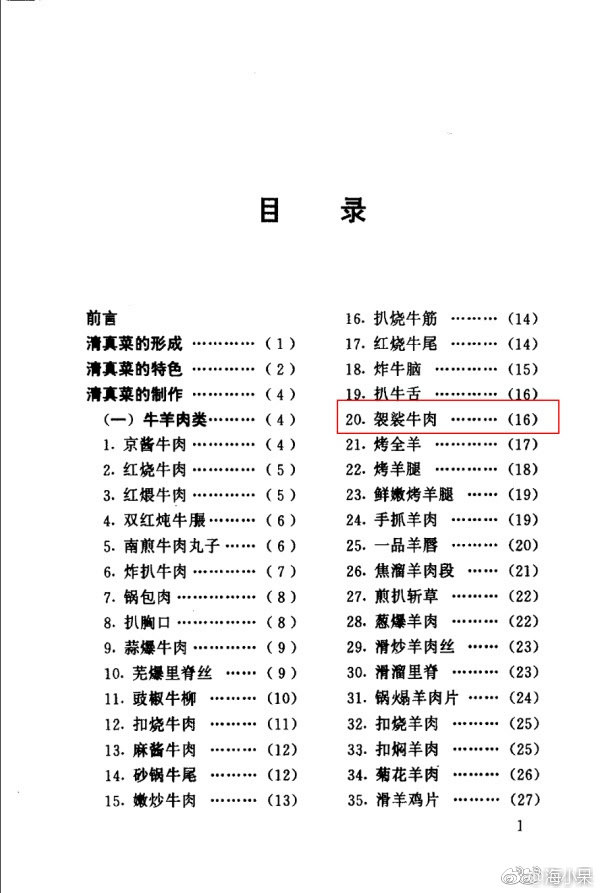 目 录
前言
清真菜的形成 ………… (1)
清真菜的特色 ………… (2)
清真菜的制作 ………… (4)
(一) 牛羊肉类 ……… (4)
1. 京酱牛肉 ………… (4)
2. 红烧牛肉 ………… (5)
3. 红煨牛肉 ………… (5)
4. 双红炖牛腩 ……… (6)
5. 南煎牛肉丸子 …… (6)
6. 炸扒牛肉 ………… (7)
7. 锅包肉 …………… (8)
8. 扒胸口 …………… (8)
9. 蒜爆牛肉 ………… (9)
10. 芫爆里脊丝 …… (9)
11. 豉椒牛柳 ……… (10)
12. 扣烧牛肉 ……… (11)
13. 麻酱牛肉 ……… (12)
14. 砂锅牛尾 ……… (12)
15. 嫩炒牛肉 ……… (13)
16. 扒烧牛筋 ……… (14)
17. 红烧牛尾 ……… (15)
18. 炸牛脑 ………… (15)
19. 扒牛舌 ………… (16)
20. 袈裟牛肉 ……… (16)
21. 烤全羊 ………… (17)
22. 烤羊腿 ………… (18)
23. 鲜嫩烤羊腿 …… (19)
24. 手抓羊肉 ……… (19)
25. 一品羊唇 ……… (20)
26. 焦溜羊肉段 …… (21)
27. 煎扒斩草 ……… (22)
28. 葱爆羊肉 ……… (22)
29. 滑炒羊肉丝 …… (23)
30. 滑溜里脊 ……… (23)
31. 锅煸羊肉片 …… (24)
32. 扣烧羊肉 ……… (25)
33. 扣焖羊肉 ……… (25)
34. 菊花羊肉 ……… (26)
35. 滑羊鸡片 ……… (27)
1
海小果